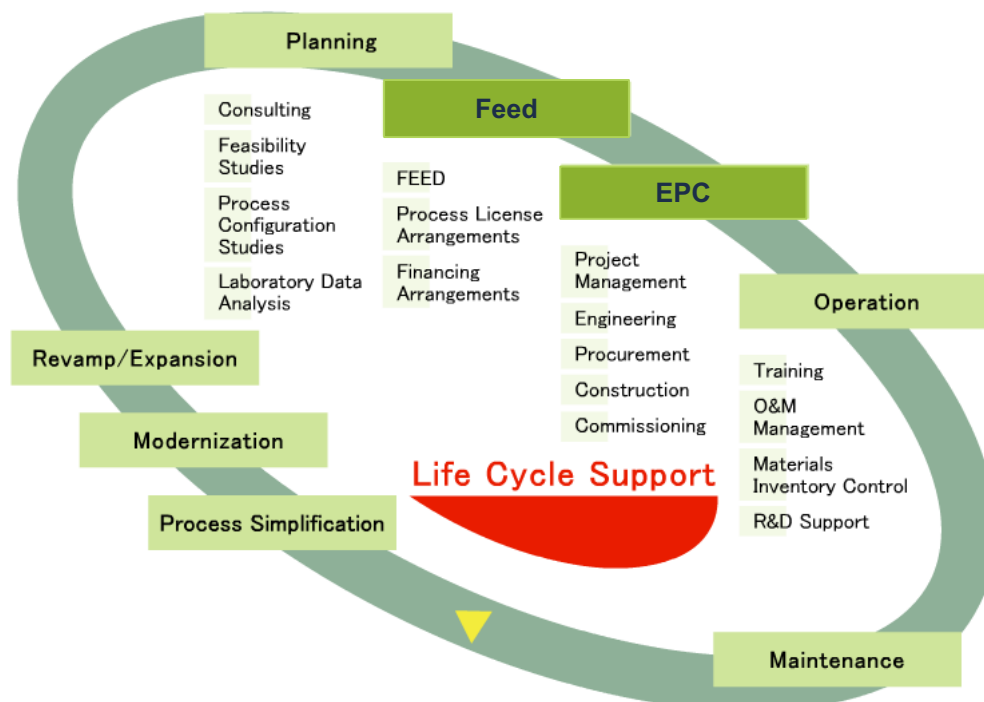 Planning
Consulting
Feasibility
Studies
Process
Configuration
Studies
Laboratory Data
Analysis
Feed
FEED
Process License
Arrangements
Financing
Arrangements
EPC
Project
Management
Engineering
Procurement
Construction
Commissioning
Operation
Training
O&M
Management
Materials
Inventory Control
R&D Support
Revamp/Expansion
Modernization
Process Simplification
Life Cycle Support
Maintenance